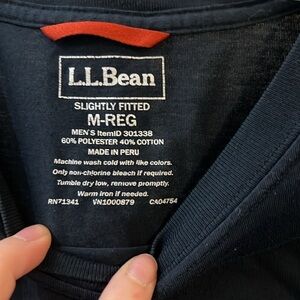 L.L.Bean
SLIGHTLY FITTED
M-REG
MEN'S ItemID 301338
60% POLYESTER 40% COTTON
MADE IN PERU
Machine wash cold with like colors.
Only non-chlorine bleach if required.
Tumble dry low, remove promptly.
Warm iron if needed.
RN71341 VN1000879 CA04754